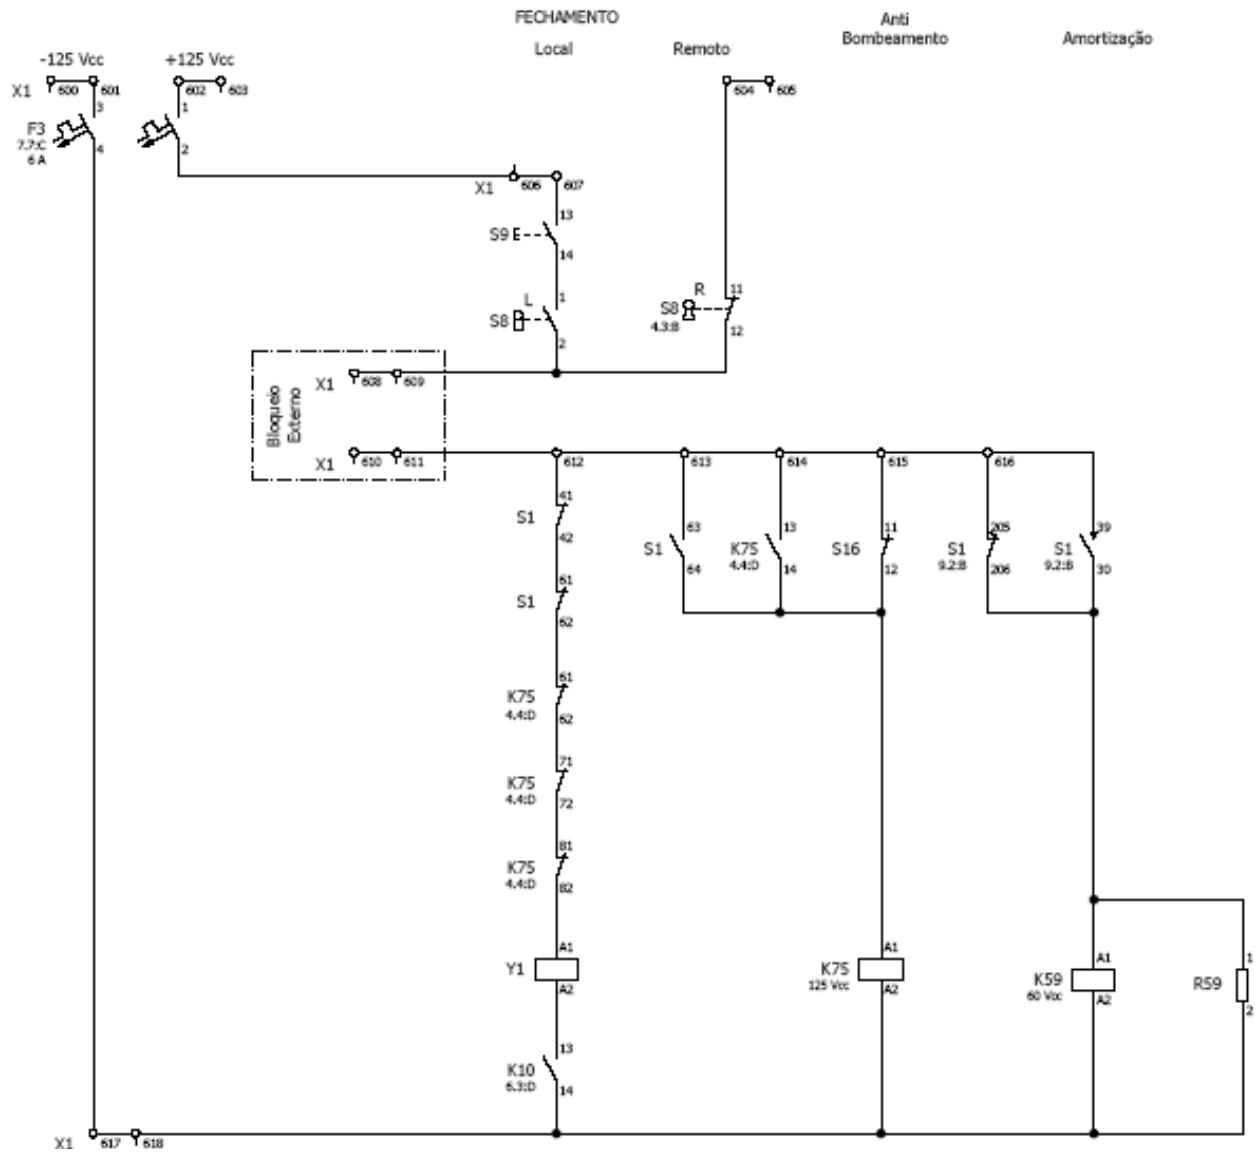 FECHAMENTO
Local
Remoto
Anti
Bombeamento
Amortização
-125 Vcc
+125 Vcc
X1
600
601
602
603
604
605
3
4
F3
7.7:C
6 A
1
2
X1
606
607
13
S9
14
1
L
S8
2
R
S8
4.3:B
11
12
Bloqueio
Externo
X1
608
609
X1
610
611
612
613
614
615
616
41
S1
42
61
S1
62
61
K75
4.4:D
62
71
K75
4.4:D
72
81
K75
4.4:D
82
63
S1
64
13
K75
4.4:D
14
11
S16
12
205
S1
9.2:B
206
39
S1
9.2:B
30
A1
Y1
A2
A1
K75
125 Vcc
A2
A1
K59
60 Vcc
A2
1
R59
2
13
K10
6.3:D
14
X1
617
618